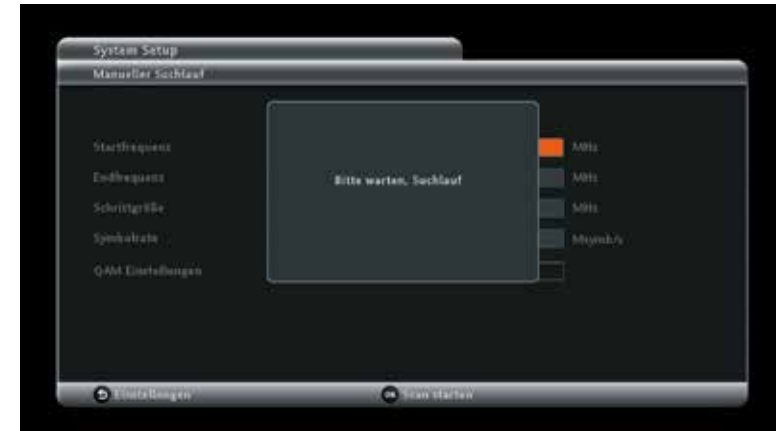 System Setup
Manueller Suchlauf
Startfrequenz MHz
Endfrequenz MHz
Bitte warten, Suchlauf
Schrittgröße MHz
Symbolrate Msymb/s
QAM Einstellungen
Einstellungen OK Scan starten